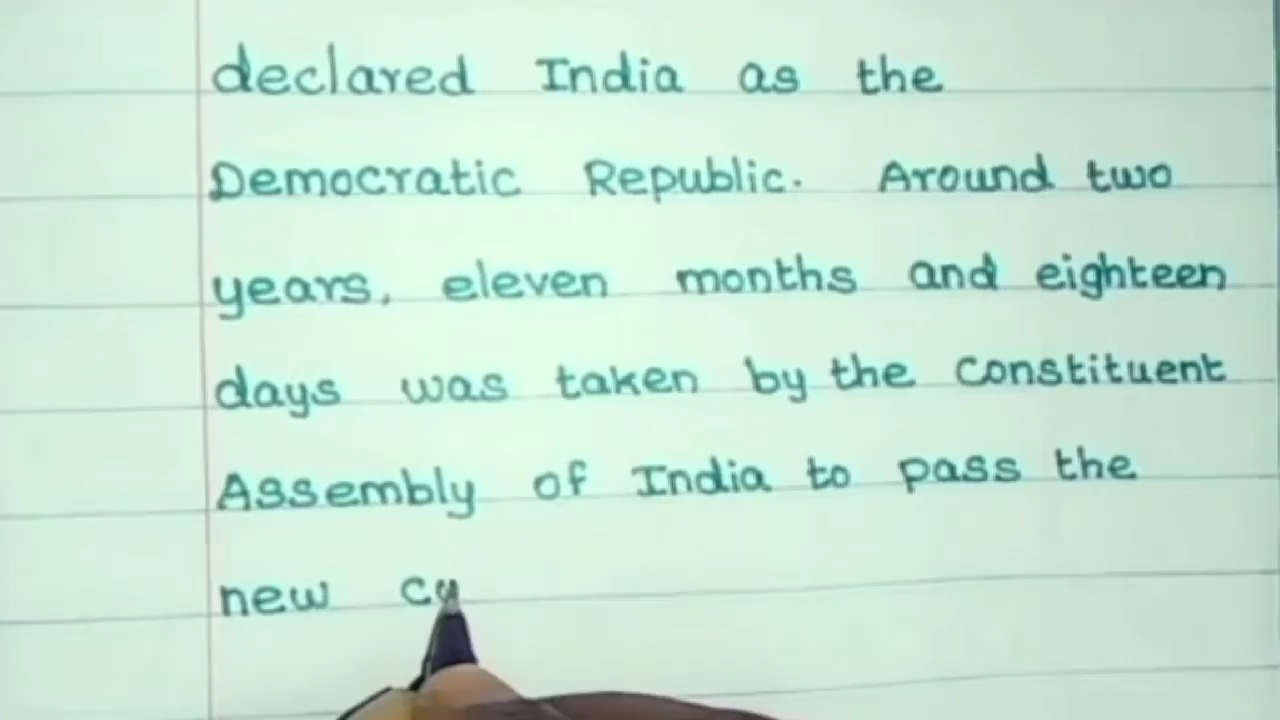 declared India as the
Democratic Republic. Around two
years, eleven months and eighteen
days was taken by the Constituent
Assembly of India to pass the
new